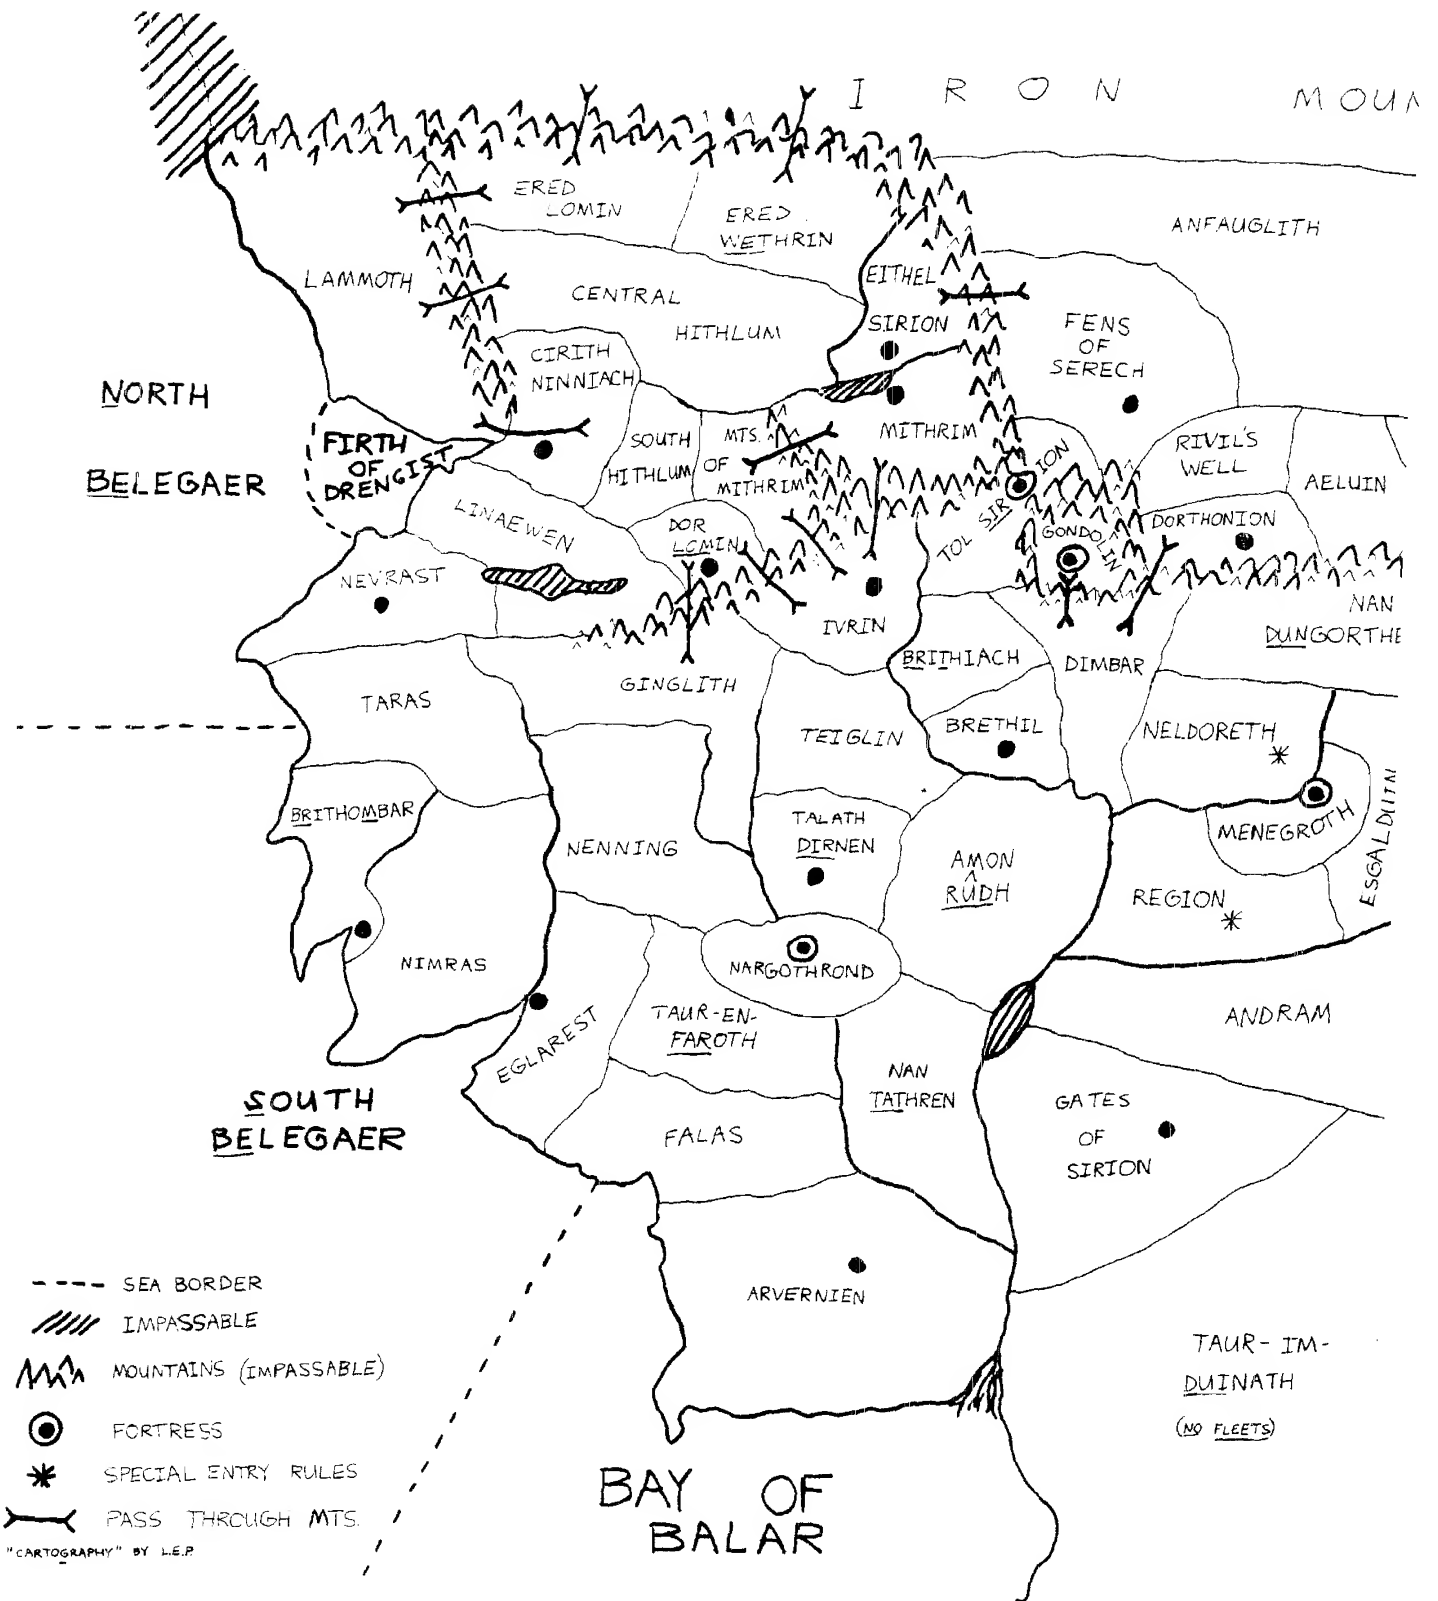 IRON MOUN
ERED
LOMIN
ERED
WETHRIN
ANFAUGLITH
LAMMOTH
EITHEL
SIRION
CENTRAL
HITHLUM
FENS
OF
SERECH
CIRITH
NINNIACH
NORTH
BELEGAER
FIRTH
OF
DRENGIST
SOUTH
HITHLUM
MTS.
OF
MITHRIM
MITHRIM
RIVIL'S
WELL
AELUIN
TOL SIRION
LINAEWEN
DOR
LOMIN
GONDOLIN
DORTHONION
NEVRAST
IVRIN
NAN
DUNGORTHE
BRITHIACH
DIMBAR
GINGLITH
TARAS
TEIGLIN
BRETHIL
NELDORETH
BRITHOMBAR
NENNING
TALATH
DIRNEN
AMON
RÛDH
MENEGROTH
ESGALDUIN
REGION
NIMRAS
NARGOTHROND
EGLAREST
TAUR-EN-
FAROTH
ANDRAM
NAN
TATHREN
GATES
OF
SIRION
SOUTH
BELEGAER
FALAS
ARVERNIEN
TAUR-IM-
DUINATH
(NO FLEETS)
BAY OF
BALAR
SEA BORDER
IMPASSABLE
MOUNTAINS (IMPASSABLE)
FORTRESS
SPECIAL ENTRY RULES
PASS THROUGH MTS.
"CARTOGRAPHY" BY L.E.P.